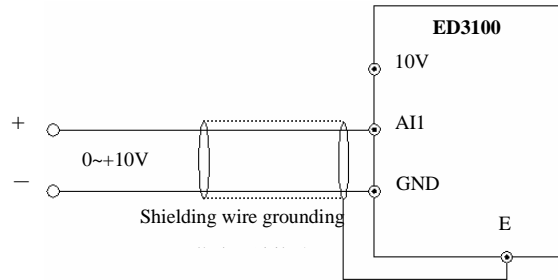 ED3100
10V
+
AI1
0~+10V
−
GND
Shielding wire grounding
E